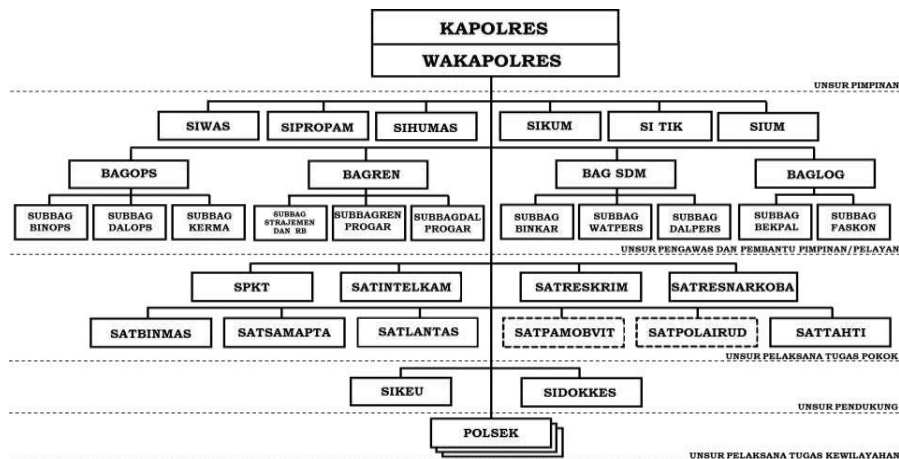 KAPOLRES
WAKAPOLRES
UNSUR PIMPINAN
SIWAS
SIPROPAM
SIHUMAS
SIKUM
SI TIK
SIUM
BAGOPS
BAGREN
BAG SDM
BAGLOG
SUBBAG
BINOPS
SUBBAG
DALOPS
SUBBAG
KERMA
SUBBAG
STRAJEMEN
DAN RB
SUBBAGREN
PROGAR
SUBBAGDAL
PROGAR
SUBBAG
BINKAR
SUBBAG
WATPERS
SUBBAG
DALPERS
SUBBAG
BEKPAL
SUBBAG
FASKON
UNSUR PENGAWAS DAN PEMBANTU PIMPINAN/PELAYAN
SPKT
SATINTELKAM
SATRESKRIM
SATRESNARKOBA
SATBINMAS
SATSAMAPTA
SATLANTAS
SATPAMOBVIT
SATPOLAIRUD
SATTAHTI
UNSUR PELAKSANA TUGAS POKOK
SIKEU
SIDOKKES
UNSUR PENDUKUNG
POLSEK
UNSUR PELAKSANA TUGAS KEWILAYAHAN